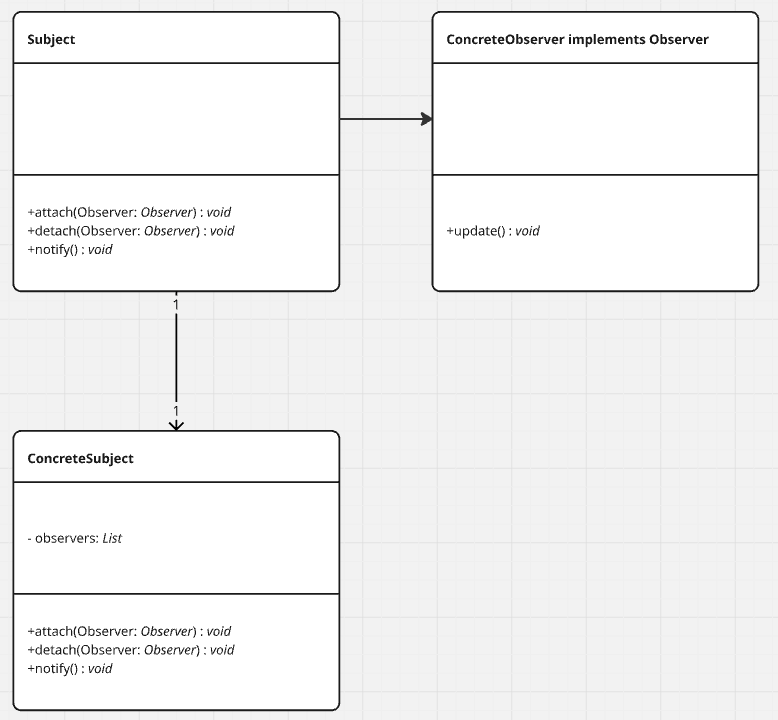 Subject
+attach(Observer: Observer) : void
+detach(Observer: Observer) : void
+notify() : void
ConcreteObserver implements Observer
+update() : void
1
1
ConcreteSubject
- observers: List
+attach(Observer: Observer) : void
+detach(Observer: Observer) : void
+notify() : void